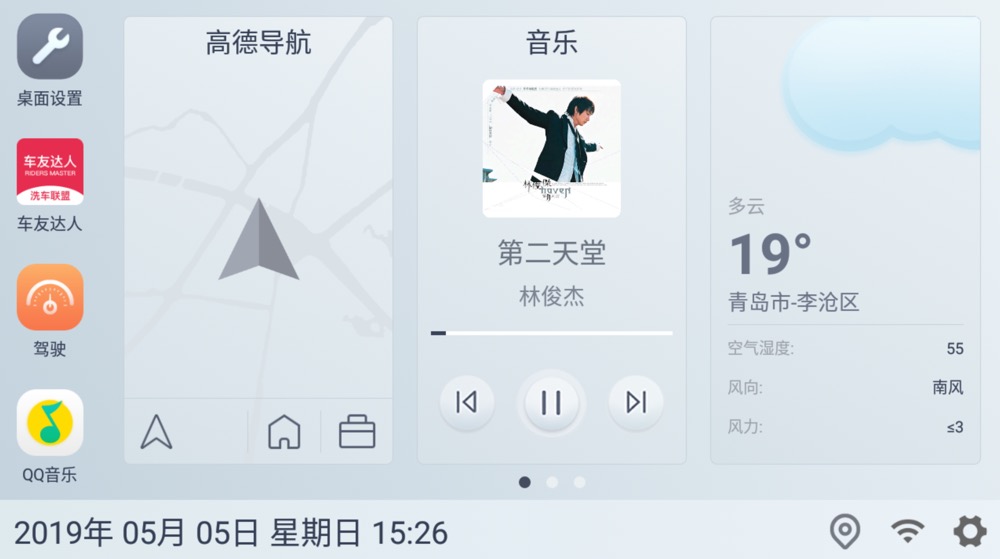 桌面设置
车友达人
RIDERS MASTER
洗车联盟
车友达人
驾驶
QQ音乐
高德导航
音乐
林俊傑
haven
第二天堂
林俊杰
多云
19°
青岛市-李沧区
空气湿度: 55
风向: 南风
风力: ≤3
2019年 05月 05日 星期日 15:26